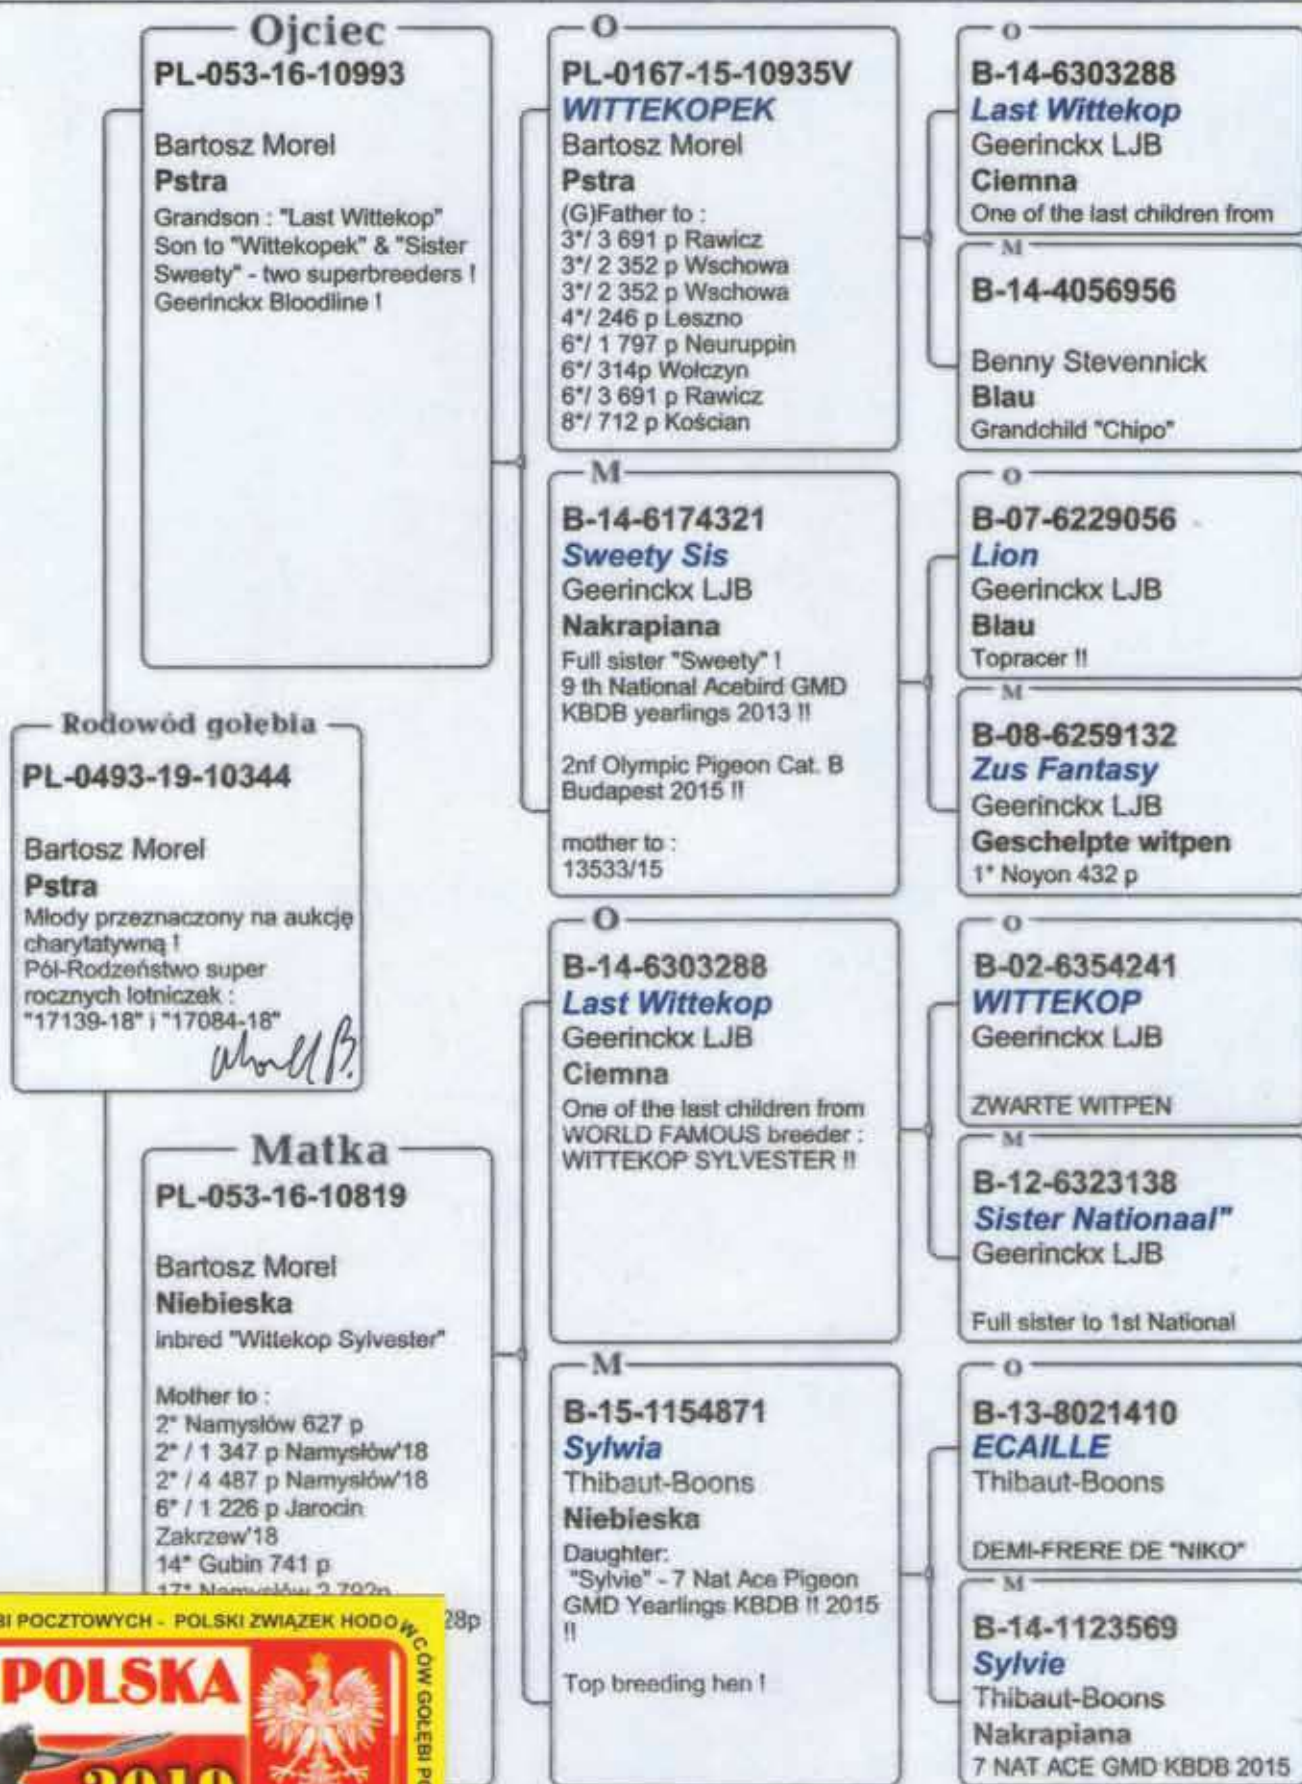 Rodowód gołębia
PL-0493-19-10344
Bartosz Morel
Pstra
Młody przeznaczony na aukcję
charytatywną !
Pół-Rodzeństwo super
rocznych lotniczek :
"17139-18" i "17084-18"
Ojciec
PL-053-16-10993
Bartosz Morel
Pstra
Grandson : "Last Wittekop"
Son to "Wittekopek" & "Sister
Sweety" - two superbreeders !
Geerinckx Bloodline !
Matka
PL-053-16-10819
Bartosz Morel
Niebieska
inbred "Wittekop Sylvester"
Mother to :
2* Namysłów 627 p
2* / 1 347 p Namysłów'18
2* / 4 487 p Namysłów'18
6* / 1 226 p Jarocin
Zakrzew'18
14* Gubin 741 p
17* Namysłów 2 792p
28p
O
PL-0167-15-10935V
WITTEKOPEK
Bartosz Morel
Pstra
(G)Father to :
3*/ 3 691 p Rawicz
3*/ 2 352 p Wschowa
3*/ 2 352 p Wschowa
4*/ 246 p Leszno
6*/ 1 797 p Neuruppin
6*/ 314p Wołczyn
6*/ 3 691 p Rawicz
8*/ 712 p Kościan
M
B-14-6174321
Sweety Sis
Geerinckx LJB
Nakrapiana
Full sister "Sweety" !
9 th National Acebird GMD
KBDB yearlings 2013 !!
2nf Olympic Pigeon Cat. B
Budapest 2015 !!
mother to :
13533/15
O
B-14-6303288
Last Wittekop
Geerinckx LJB
Ciemna
One of the last children from
WORLD FAMOUS breeder :
WITTEKOP SYLVESTER !!
M
B-15-1154871
Sylwia
Thibaut-Boons
Niebieska
Daughter:
"Sylvie" - 7 Nat Ace Pigeon
GMD Yearlings KBDB !! 2015
!!
Top breeding hen !
O
B-14-6303288
Last Wittekop
Geerinckx LJB
Ciemna
One of the last children from
M
B-14-4056956
Benny Stevennick
Blau
Grandchild "Chipo"
O
B-07-6229056
Lion
Geerinckx LJB
Blau
Topracer !!
M
B-08-6259132
Zus Fantasy
Geerinckx LJB
Geschelpte witpen
1* Noyon 432 p
O
B-02-6354241
WITTEKOP
Geerinckx LJB
ZWARTE WITPEN
M
B-12-6323138
Sister Nationaal"
Geerinckx LJB
Full sister to 1st National
O
B-13-8021410
ECAILLE
Thibaut-Boons
DEMI-FRERE DE "NIKO"
M
B-14-1123569
Sylvie
Thibaut-Boons
Nakrapiana
7 NAT ACE GMD KBDB 2015
BI POCZTOWYCH - POLSKI ZWIĄZEK HODOWCÓW GOŁĘBI PO
POLSKA
2019